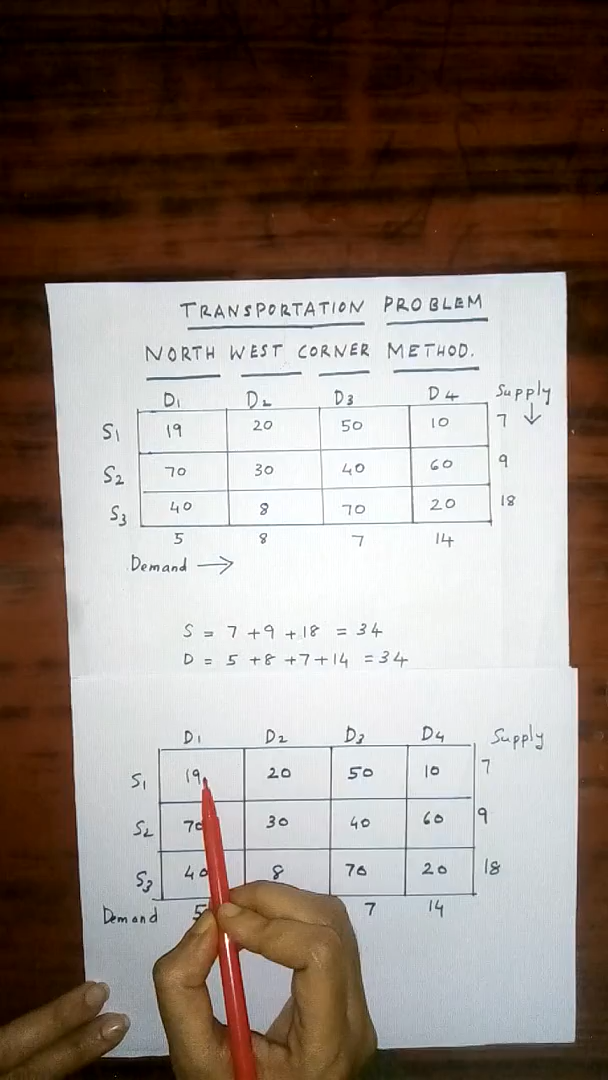 TRANSPORTATION PROBLEM
NORTH WEST CORNER METHOD.
D1 D2 D3 D4 Supply ↓
S1 19 20 50 10 7
S2 70 30 40 60 9
S3 40 8 70 20 18
5 8 7 14
Demand →
S = 7 + 9 + 18 = 34
D = 5 + 8 + 7 + 14 = 34
D1 D2 D3 D4 Supply
S1 19 20 50 10 7
S2 70 30 40 60 9
S3 40 8 70 20 18
Demand 5 7 14